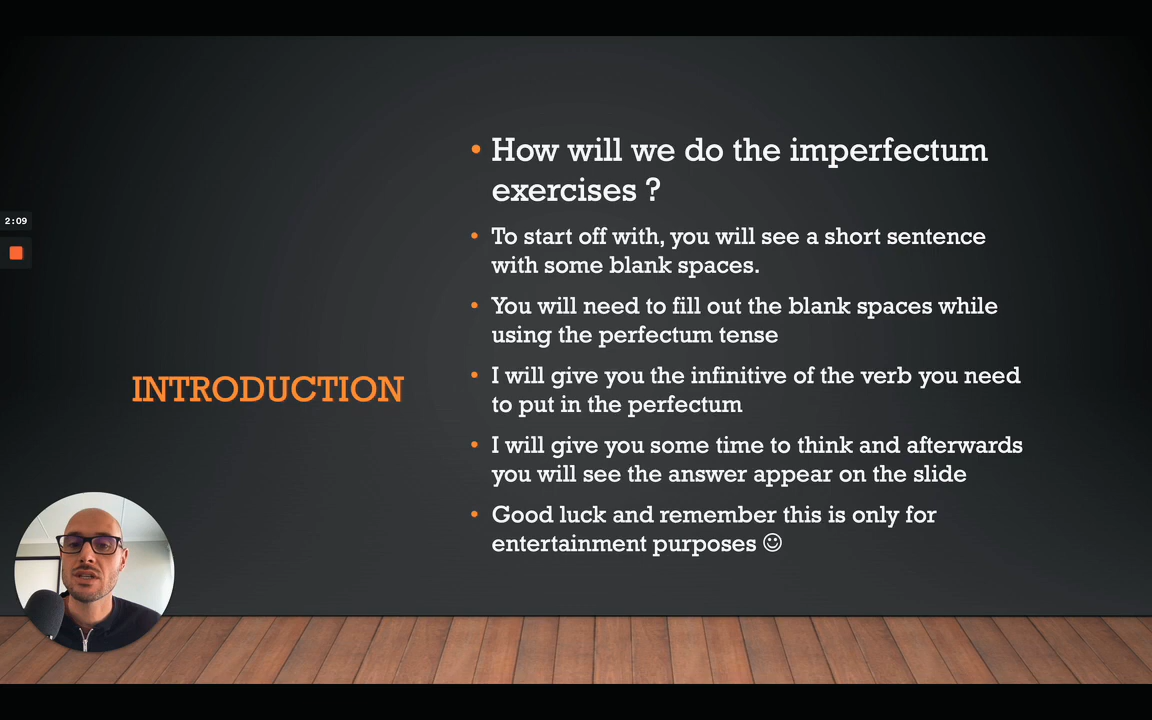 How will we do the imperfectum
exercises ?
To start off with, you will see a short sentence
with some blank spaces.
You will need to fill out the blank spaces while
using the perfectum tense
I will give you the infinitive of the verb you need
to put in the perfectum
I will give you some time to think and afterwards
you will see the answer appear on the slide
Good luck and remember this is only for
entertainment purposes ☺
INTRODUCTION
2:09